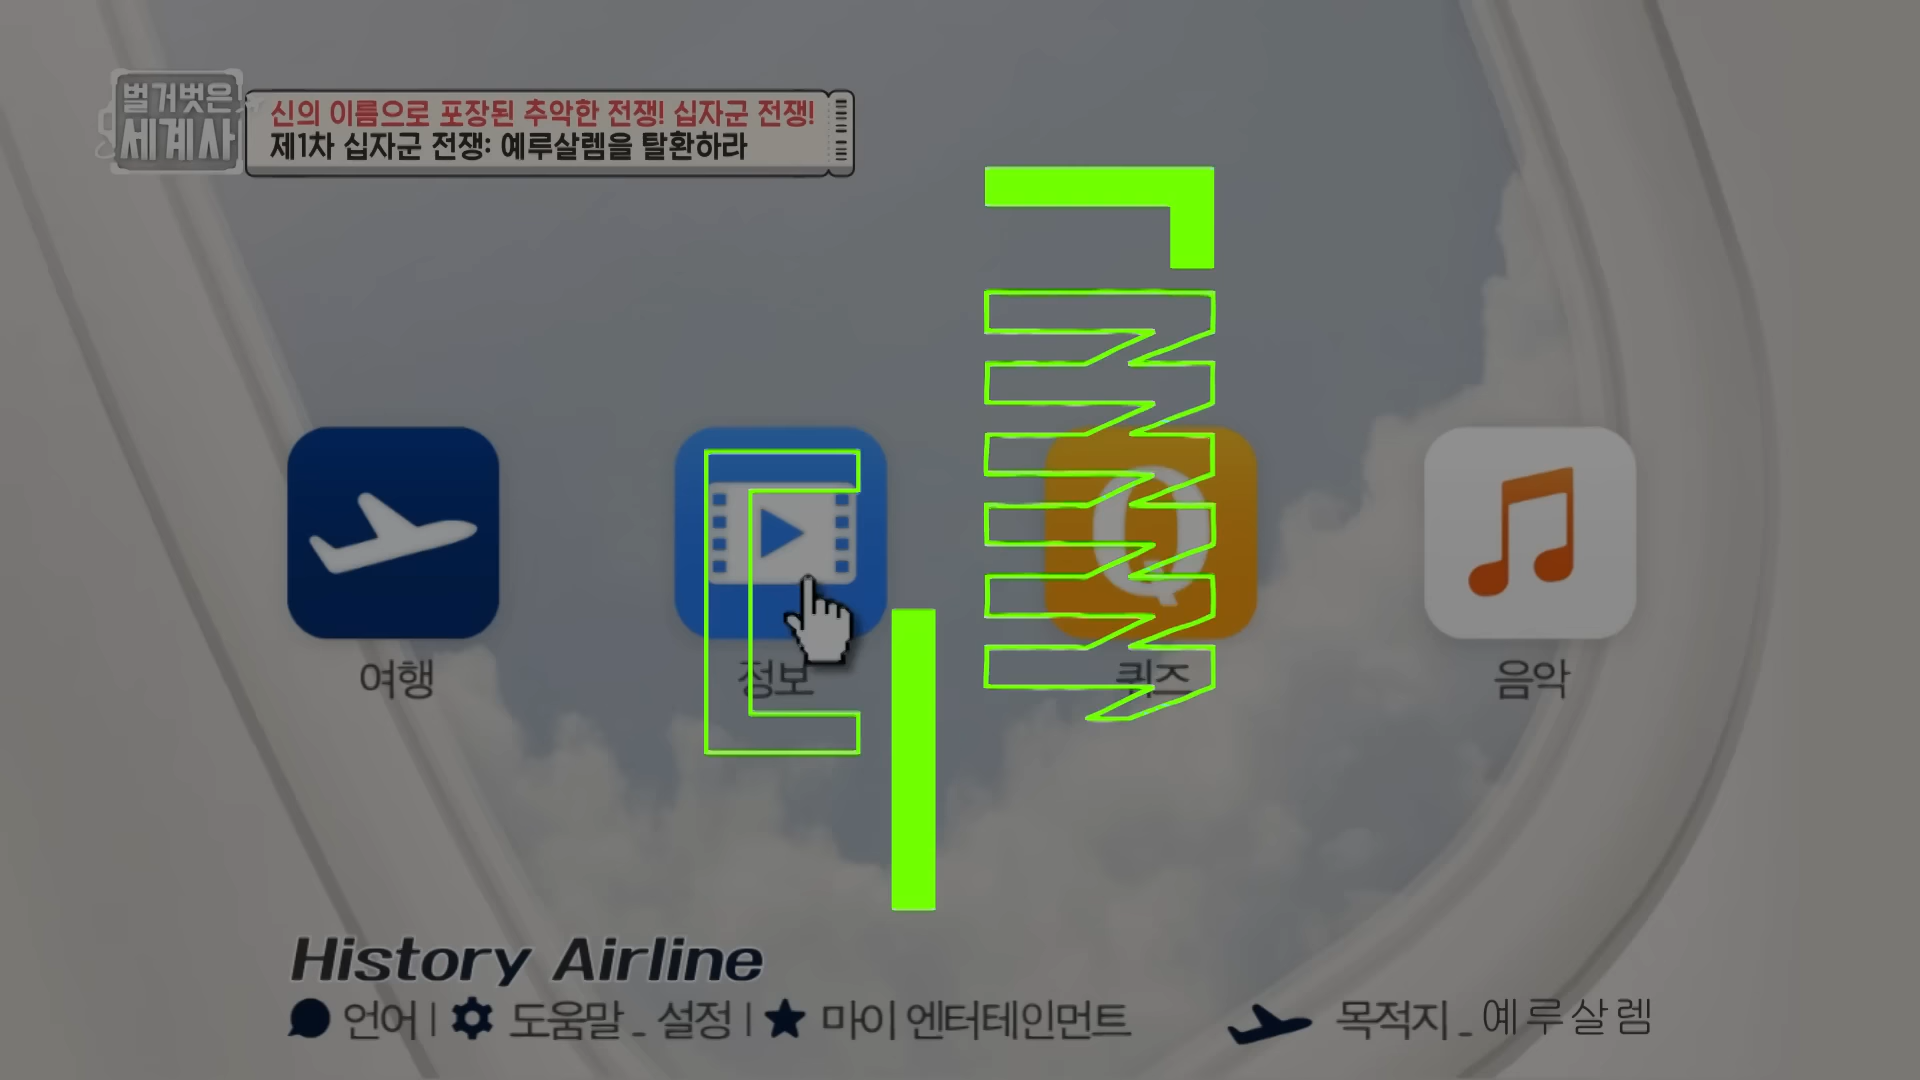 벌거벗은
세계사
신의 이름으로 포장된 추악한 전쟁! 십자군 전쟁!
제1차 십자군 전쟁: 예루살렘을 탈환하라
Q
여행 정보 퀴즈 음악
History Airline
언어 | 도움말 _ 설정 | 마이 엔터테인먼트 목적지 _ 예루살렘